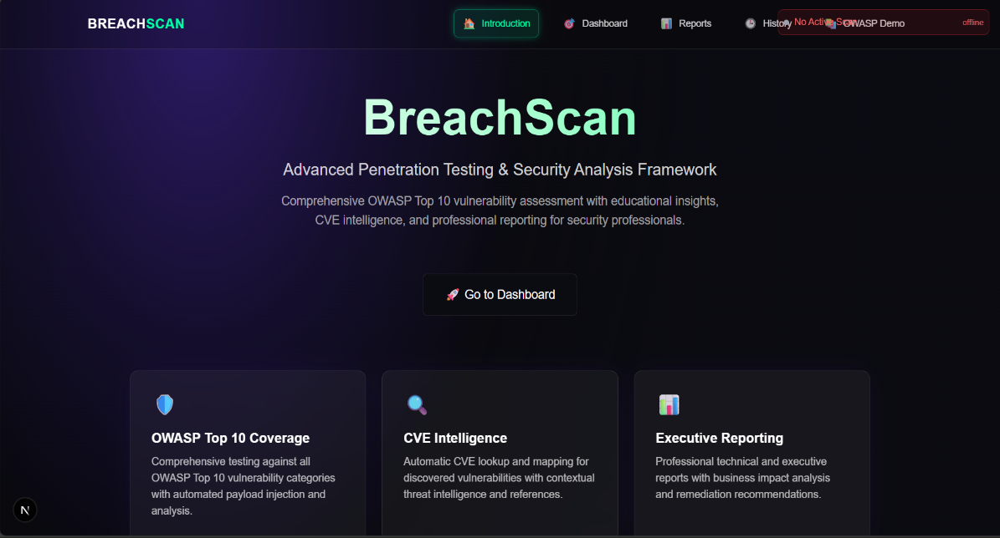 BREACHSCAN
Introduction
Dashboard
Reports
History
No Active Scan
OWASP Demo
offline
BreachScan
Advanced Penetration Testing & Security Analysis Framework
Comprehensive OWASP Top 10 vulnerability assessment with educational insights,
CVE intelligence, and professional reporting for security professionals.
Go to Dashboard
OWASP Top 10 Coverage
Comprehensive testing against all
OWASP Top 10 vulnerability categories
with automated payload injection and
analysis.
CVE Intelligence
Automatic CVE lookup and mapping for
discovered vulnerabilities with contextual
threat intelligence and references.
Executive Reporting
Professional technical and executive
reports with business impact analysis
and remediation recommendations.
N